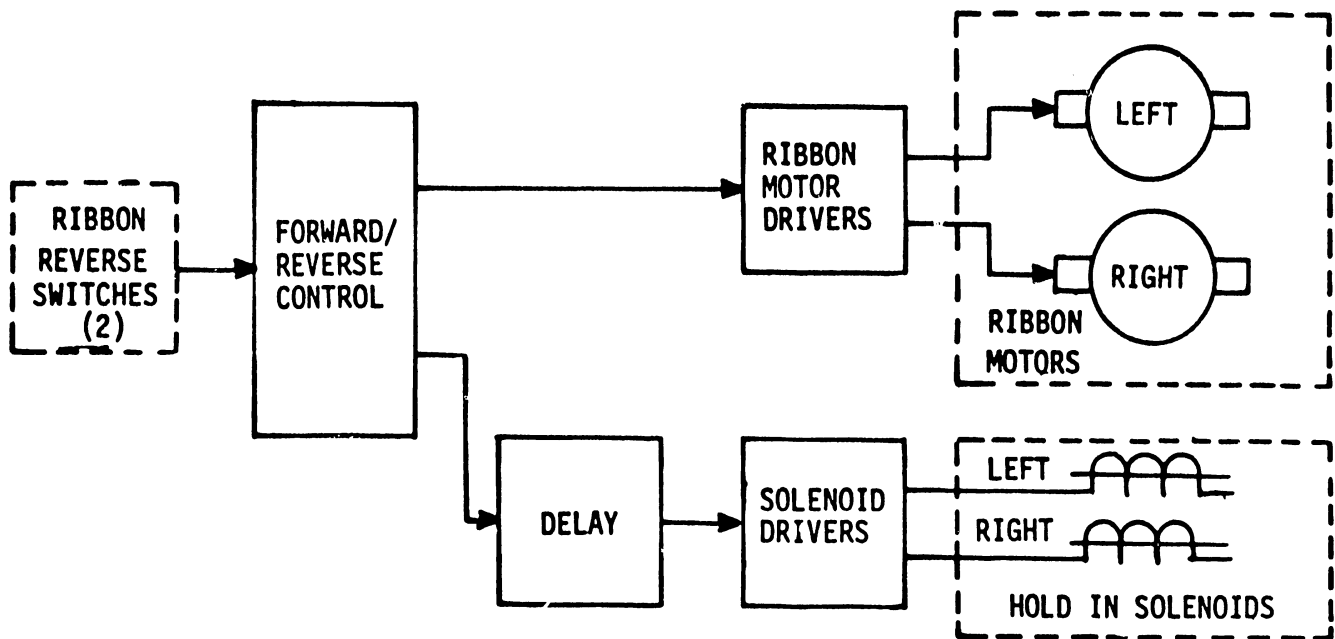 RIBBON
REVERSE
SWITCHES
(2)
FORWARD/
REVERSE
CONTROL
RIBBON
MOTOR
DRIVERS
LEFT
RIGHT
RIBBON
MOTORS
DELAY
SOLENOID
DRIVERS
LEFT
RIGHT
HOLD IN SOLENOIDS